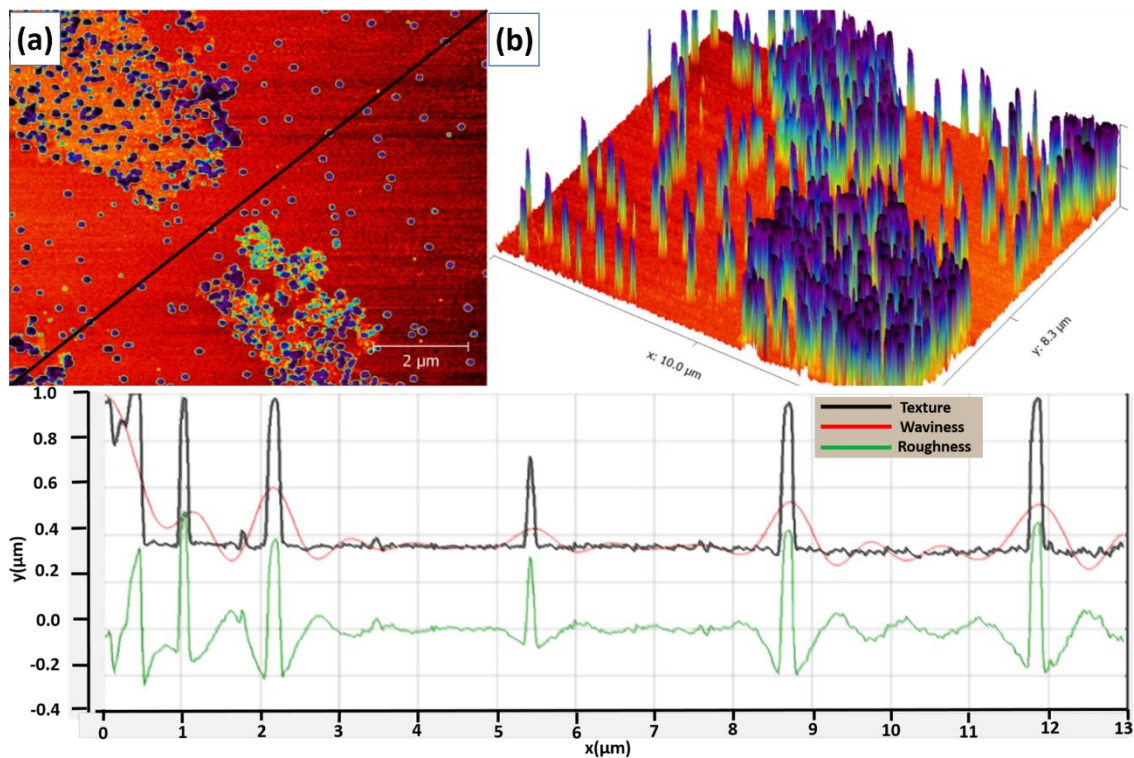 (a)
(b)
2 μm
x: 10.0 μm
y: 8.3 μm
1.0
0.8
0.6
0.4
0.2
0.0
-0.2
-0.4
y(μm)
Texture
Waviness
Roughness
0 1 2 3 4 5 6 7 8 9 10 11 12 13
x(μm)